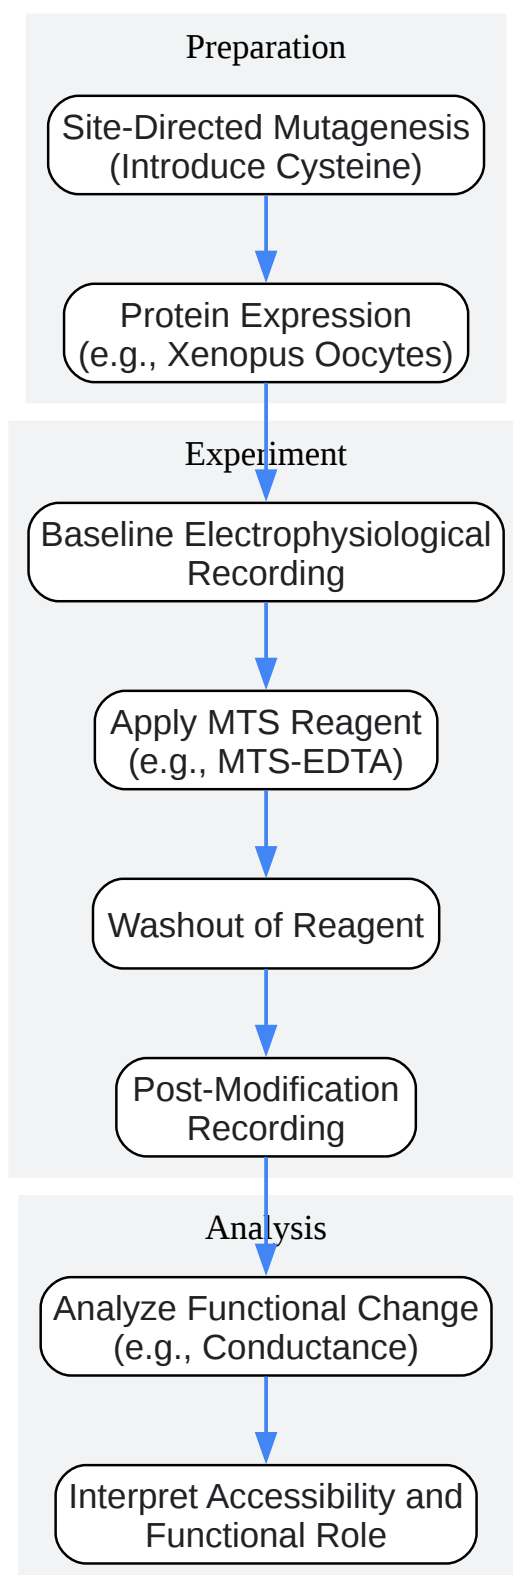 Preparation
Site-Directed Mutagenesis
(Introduce Cysteine)
Protein Expression
(e.g., Xenopus Oocytes)
Experiment
Baseline Electrophysiological
Recording
Apply MTS Reagent
(e.g., MTS-EDTA)
Washout of Reagent
Post-Modification
Recording
Analysis
Analyze Functional Change
(e.g., Conductance)
Interpret Accessibility and
Functional Role